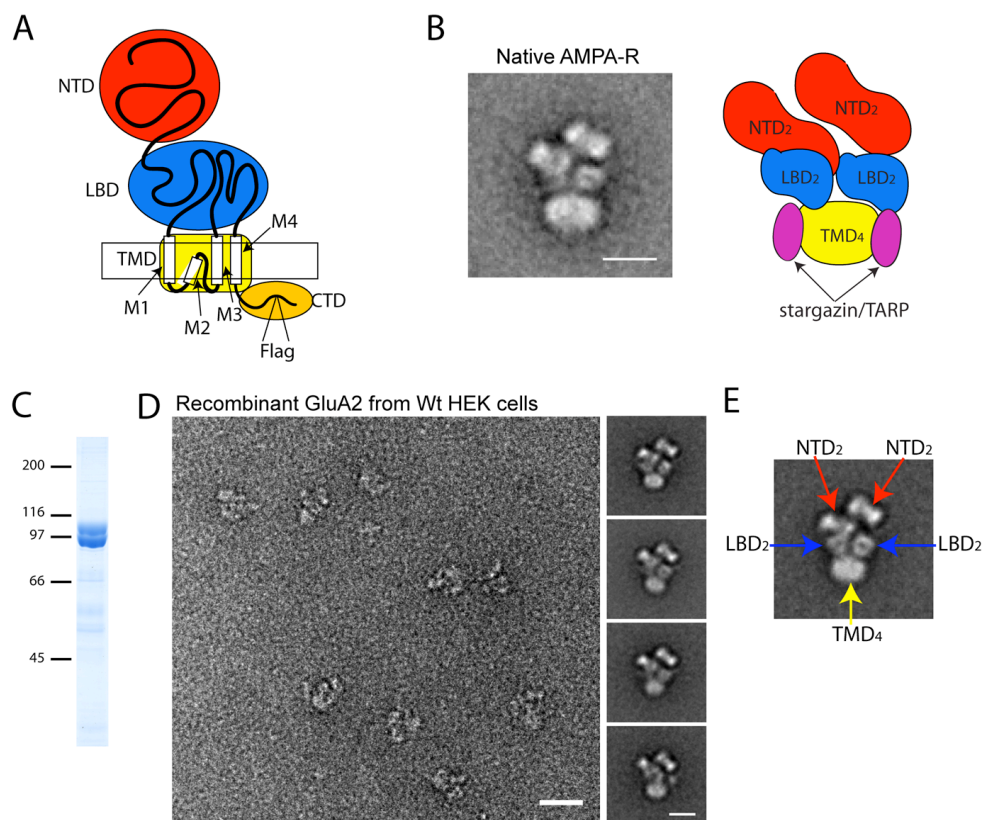 A
NTD
LBD
TMD
M4
M1
M2
M3
CTD
Flag
B
Native AMPA-R
NTD2
NTD2
LBD2
LBD2
TMD4
stargazin/TARP
C
200
116
97
66
45
D
Recombinant GluA2 from Wt HEK cells
E
NTD2
NTD2
LBD2
LBD2
TMD4